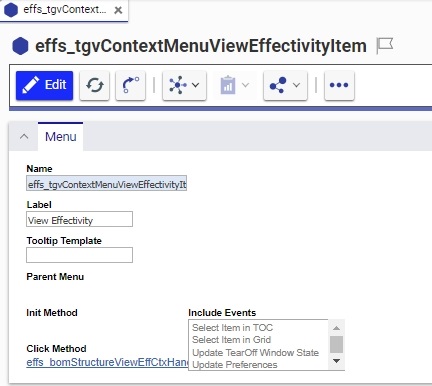 effs_tgvContext...
effs_tgvContextMenuViewEffectivityItem
Edit
Menu
Name
effs_tgvContextMenuViewEffectivityIt
Label
View Effectivity
Tooltip Template
Parent Menu
Init Method
Include Events
Select Item in TOC
Select Item in Grid
Update TearOff Window State
Update Preferences
Click Method
effs_bomStructureViewEffCtxHand